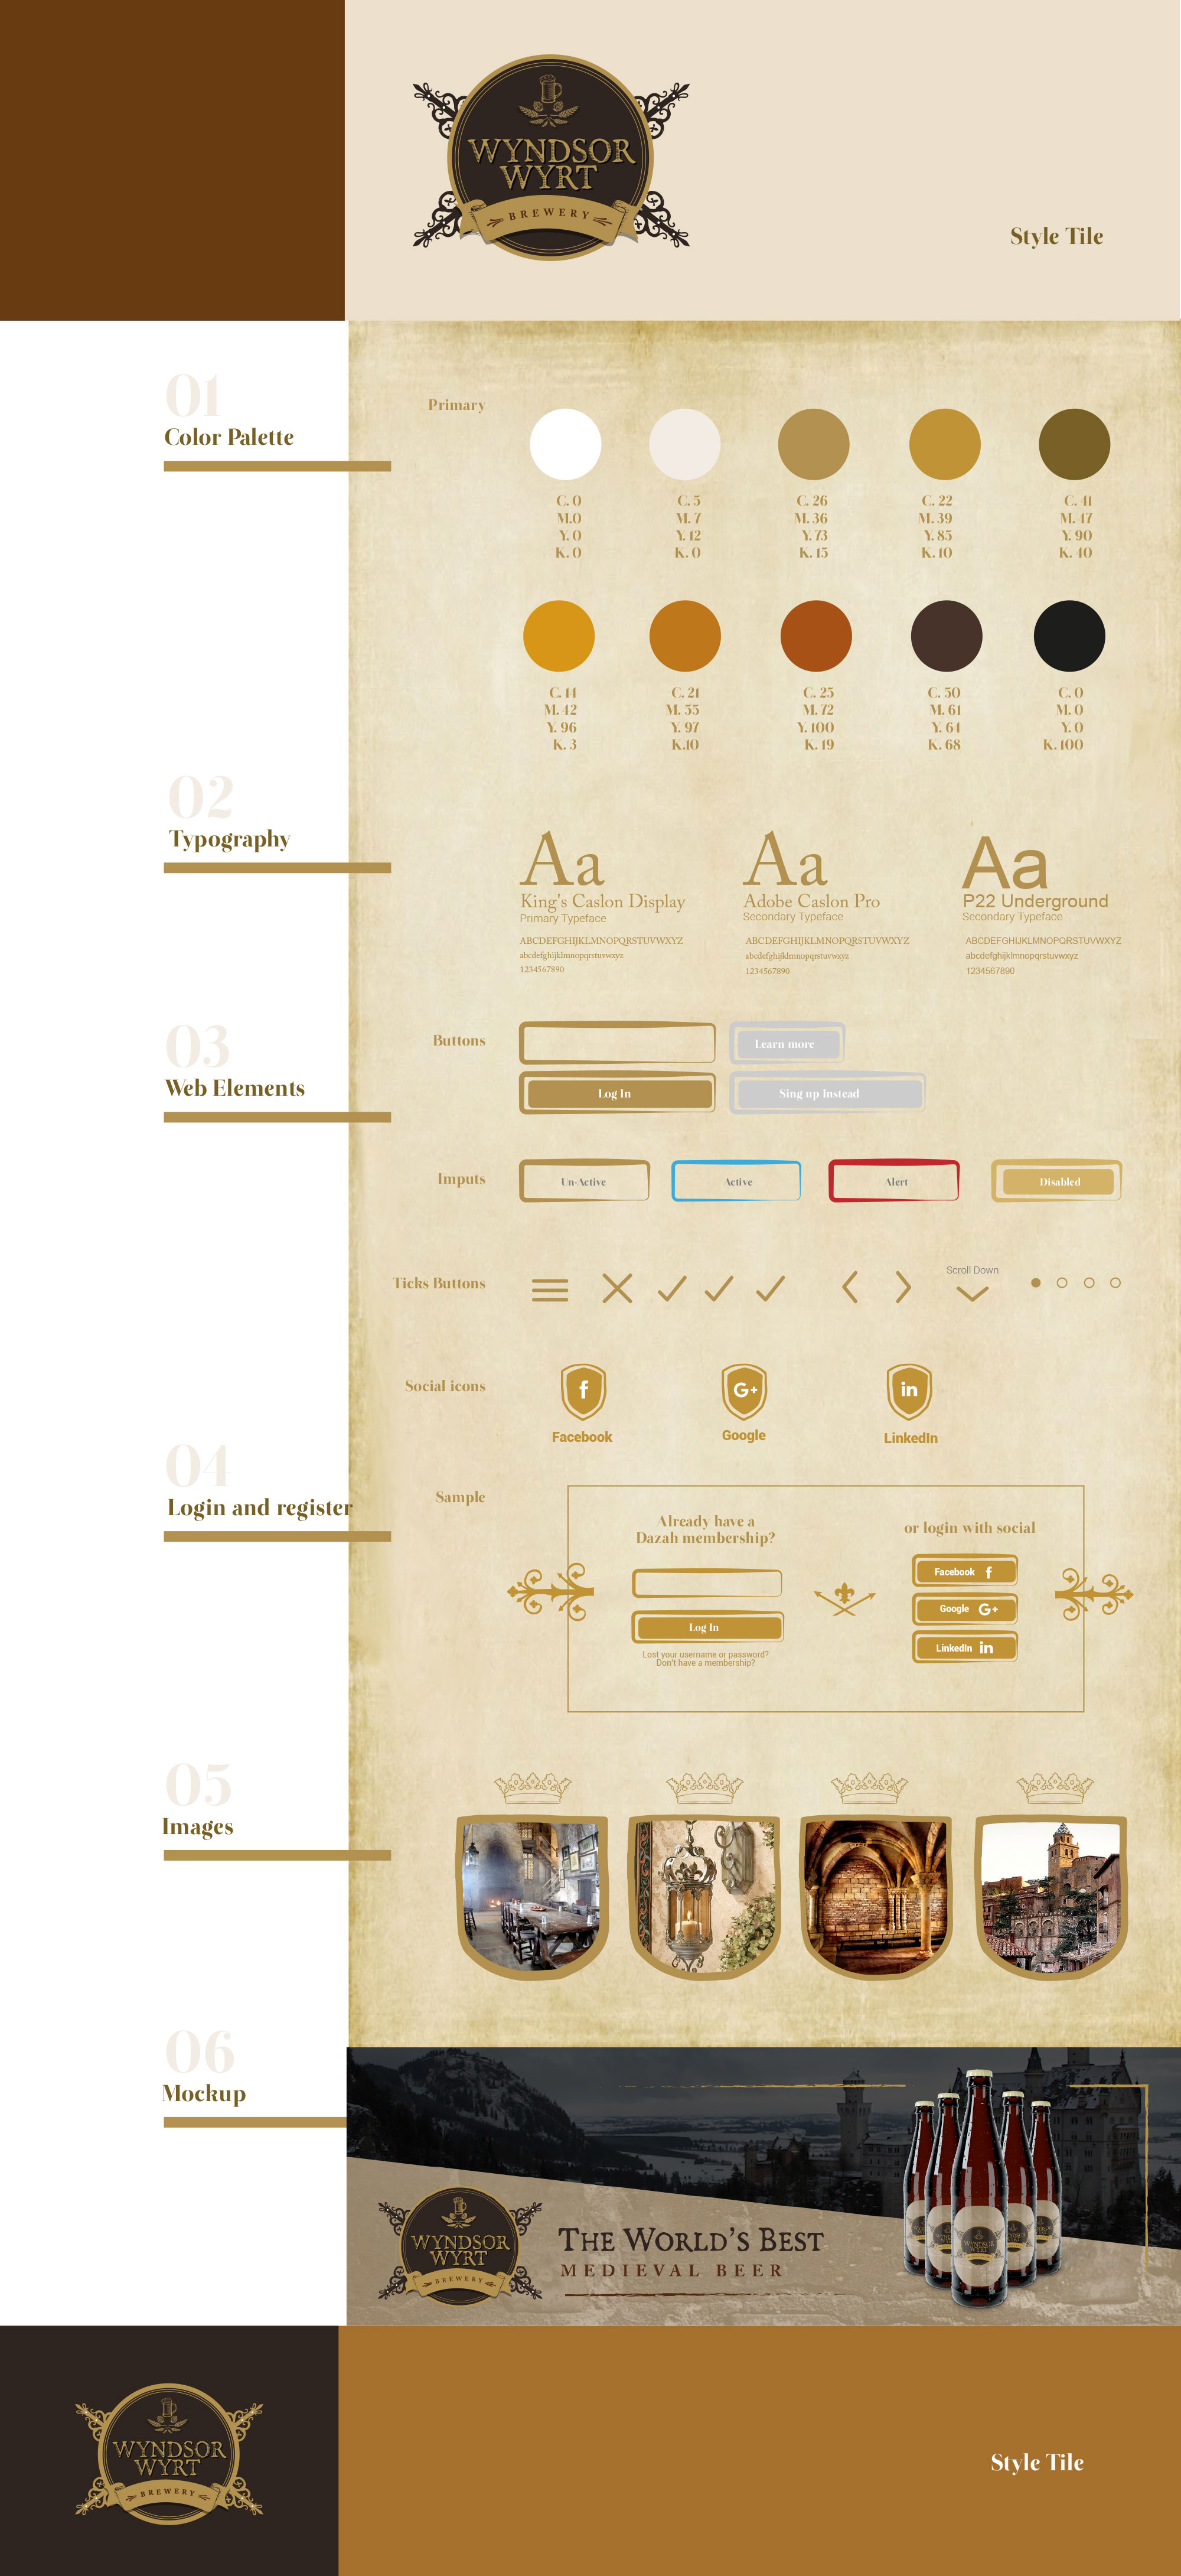 WYNDSOR
WYRT
BREWERY
Style Tile
01
Color Palette
Primary
C. 0
M.0
Y. 0
K. 0
C. 5
M. 7
Y. 12
K. 0
C. 26
M. 36
Y. 73
K. 15
C. 22
M. 39
Y. 85
K. 10
C. 41
M. 47
Y. 90
K. 40
C. 14
M. 42
Y. 96
K. 3
C. 21
M. 55
Y. 97
K.10
C. 25
M. 72
Y. 100
K. 19
C. 50
M. 61
Y. 64
K. 68
C. 0
M. 0
Y. 0
K. 100
02
Typography
Aa
King's Caslon Display
Primary Typeface
ABCDEFGHIJKLMNOPQRSTUVWXYZ
abcdefghijklmnopqrstuvwxyz
1234567890
Aa
Adobe Caslon Pro
Secondary Typeface
ABCDEFGHIJKLMNOPQRSTUVWXYZ
abcdefghijklmnopqrstuvwxyz
1234567890
Aa
P22 Underground
Secondary Typeface
ABCDEFGHIJKLMNOPQRSTUVWXYZ
abcdefghijklmnopqrstuvwxyz
1234567890
03
Web Elements
Buttons
Learn more
Log In
Sing up Instead
Imputs
Un-Active
Active
Alert
Disabled
Ticks Buttons
Scroll Down
Social icons
f
G+
in
Facebook
Google
LinkedIn
04
Login and register
Sample
Already have a
Dazah membership?
Log In
Lost your username or password?
Don't have a membership?
or login with social
Facebook f
Google G+
LinkedIn in
05
Images
06
Mockup
WYNDSOR
WYRT
BREWERY
THE WORLD'S BEST
MEDIEVAL BEER
WYNDSOR
WYRT
WYNDSOR
WYRT
BREWERY
Style Tile